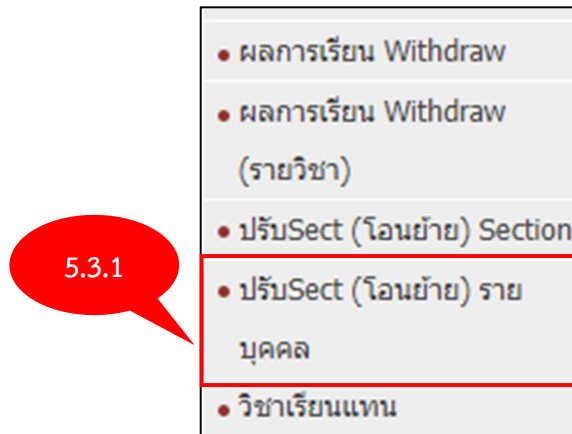 • ผลการเรียน Withdraw
• ผลการเรียน Withdraw
(รายวิชา)
• ปรับSect (โอนย้าย) Section
5.3.1
• ปรับSect (โอนย้าย) ราย
บุคคล
• วิชาเรียนแทน